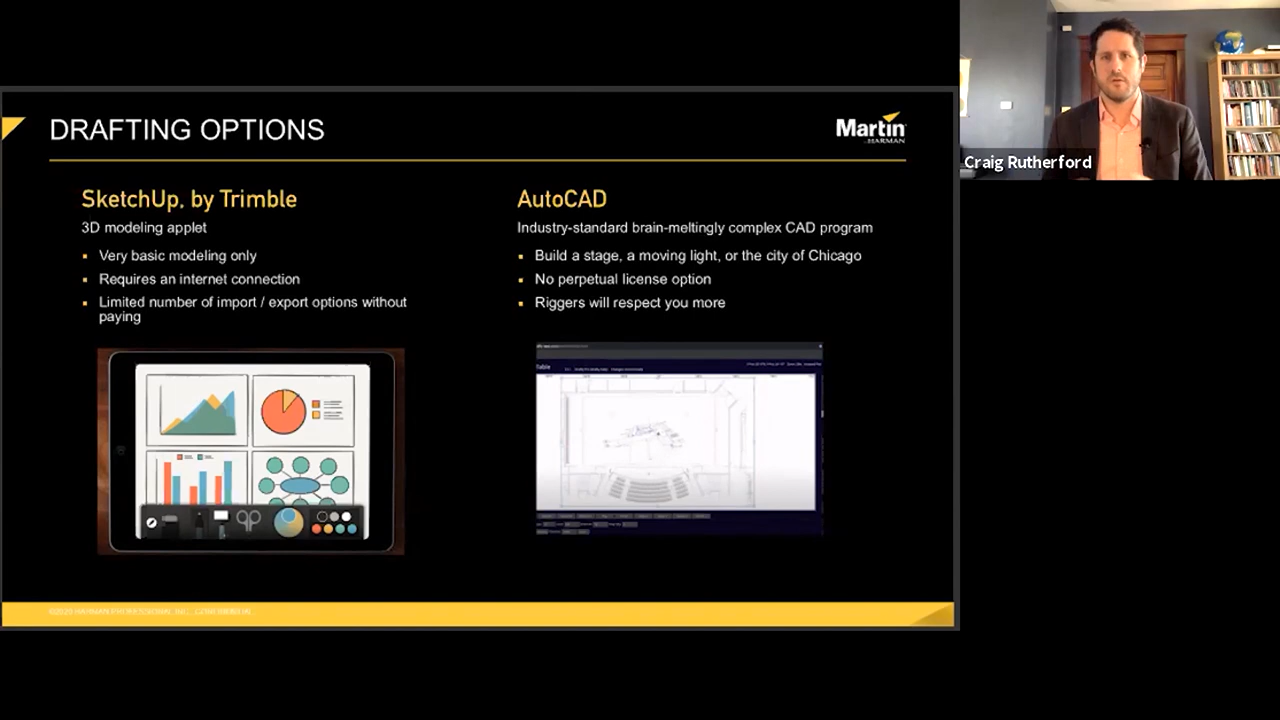 DRAFTING OPTIONS
Martin
by HARMAN
Craig Rutherford
SketchUp, by Trimble
3D modeling applet
Very basic modeling only
Requires an internet connection
Limited number of import / export options without
paying
AutoCAD
Industry-standard brain-meltingly complex CAD program
Build a stage, a moving light, or the city of Chicago
No perpetual license option
Riggers will respect you more